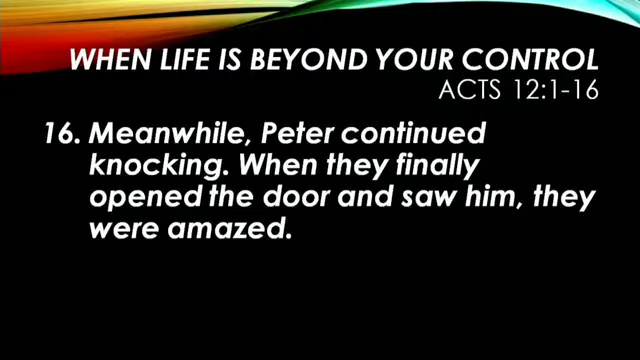 WHEN LIFE IS BEYOND YOUR CONTROL
ACTS 12:1-16
16. Meanwhile, Peter continued
knocking. When they finally
opened the door and saw him, they
were amazed.